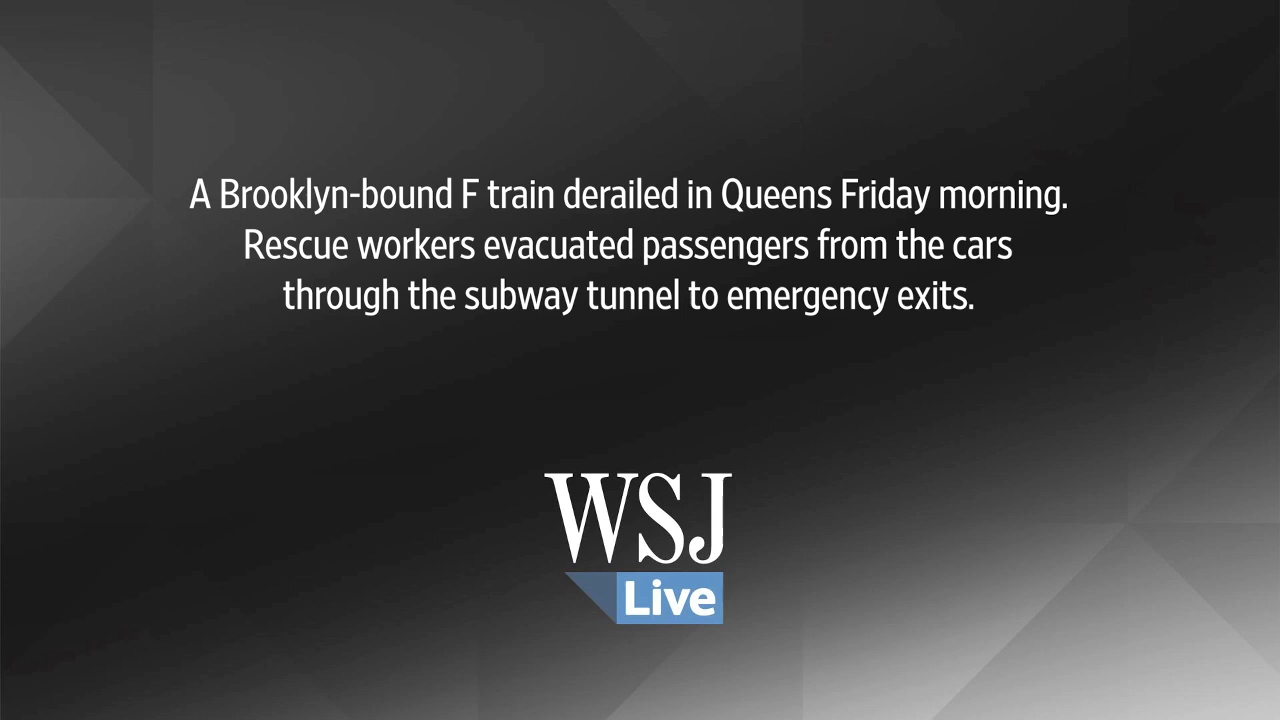 A Brooklyn-bound F train derailed in Queens Friday morning.
Rescue workers evacuated passengers from the cars
through the subway tunnel to emergency exits.
WSJ
Live